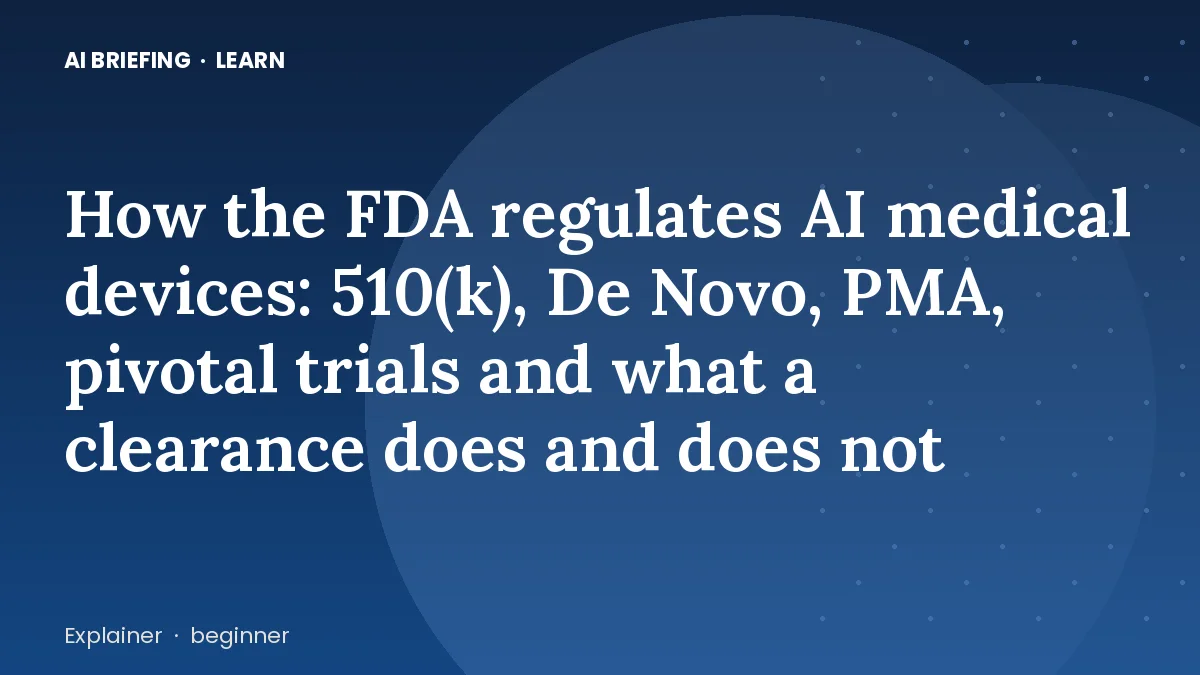 AI BRIEFING · LEARN
How the FDA regulates AI medical
devices: 510(k), De Novo, PMA,
pivotal trials and what a
clearance does and does not
Explainer · beginner